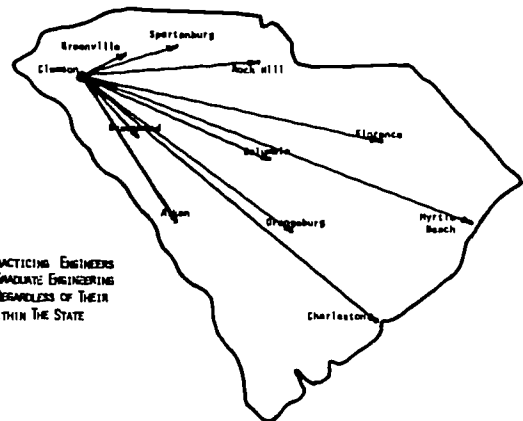 Spartanburg
Greenville
Clemson
Rock Hill
Greenwood
Florence
Columbia
Aiken
Orangeburg
Myrtle
Beach
ACTICING ENGINEERS
RADUATE ENGINEERING
EGARDLESS OF THEIR
THIN THE STATE
Charleston